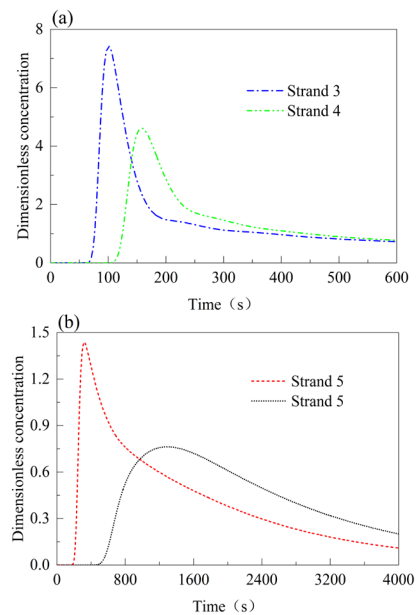 (a)
8
6
4
2
0
Dimensionless concentration
Strand 3
Strand 4
0 100 200 300 400 500 600
Time（s）
(b)
1.5
1.2
0.9
0.6
0.3
0.0
Dimensionless concentration
Strand 5
Strand 5
0 800 1600 2400 3200 4000
Time（s）